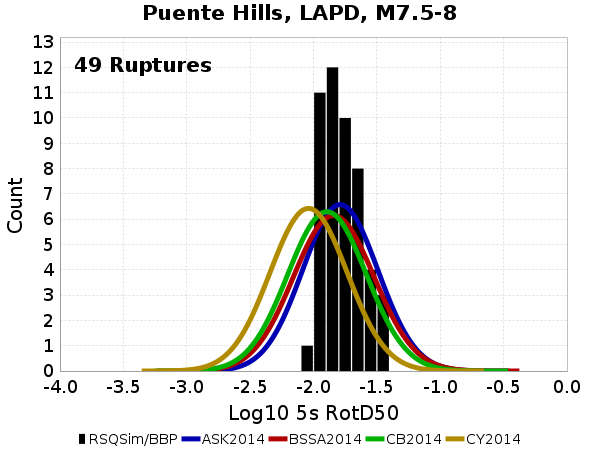 Puente Hills, LAPD, M7.5-8
49 Ruptures
Count
13
12
11
10
9
8
7
6
5
4
3
2
1
0
-4.0 -3.5 -3.0 -2.5 -2.0 -1.5 -1.0 -0.5 0.0
Log10 5s RotD50
RSQSim/BBP ASK2014 BSSA2014 CB2014 CY2014